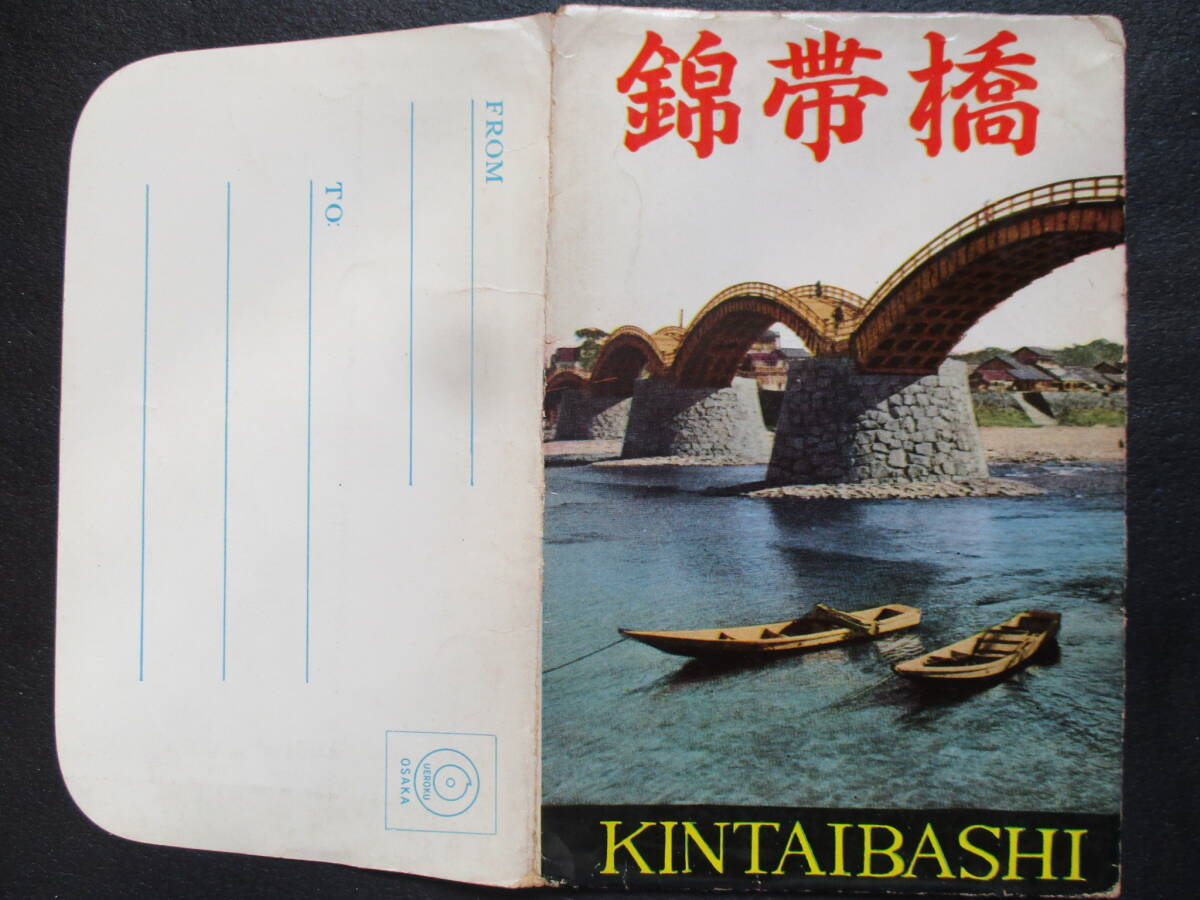 錦帯橋
KINTAIBASHI
FROM
TO:
UEROKU
OSAKA